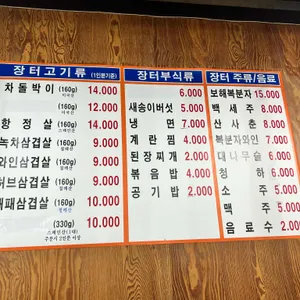 장터고기류 (1인분기준)
차돌박이 (160g) 14.000
(160g) 12.000
항정살 (160g) 14.000
녹차삼겹살 (160g) 9.000
와인삼겹살 (160g) 9.000
허브삼겹살 (160g) 9.000
대패삼겹살 (160g) 10.000
(330g) 10.000
장터부식류
6.000
새송이버섯 5.000
냉면 7.000
계란찜 4.000
된장찌개 2.000
볶음밥 4.000
공기밥 2.000
장터 주류/음료
보해복분자 15.000
백세주 8.000
산사춘 8.000
복분자와인 7.000
대나무술 6.000
청하 6.000
소주 5.000
맥주 5.000
음료수 2.000